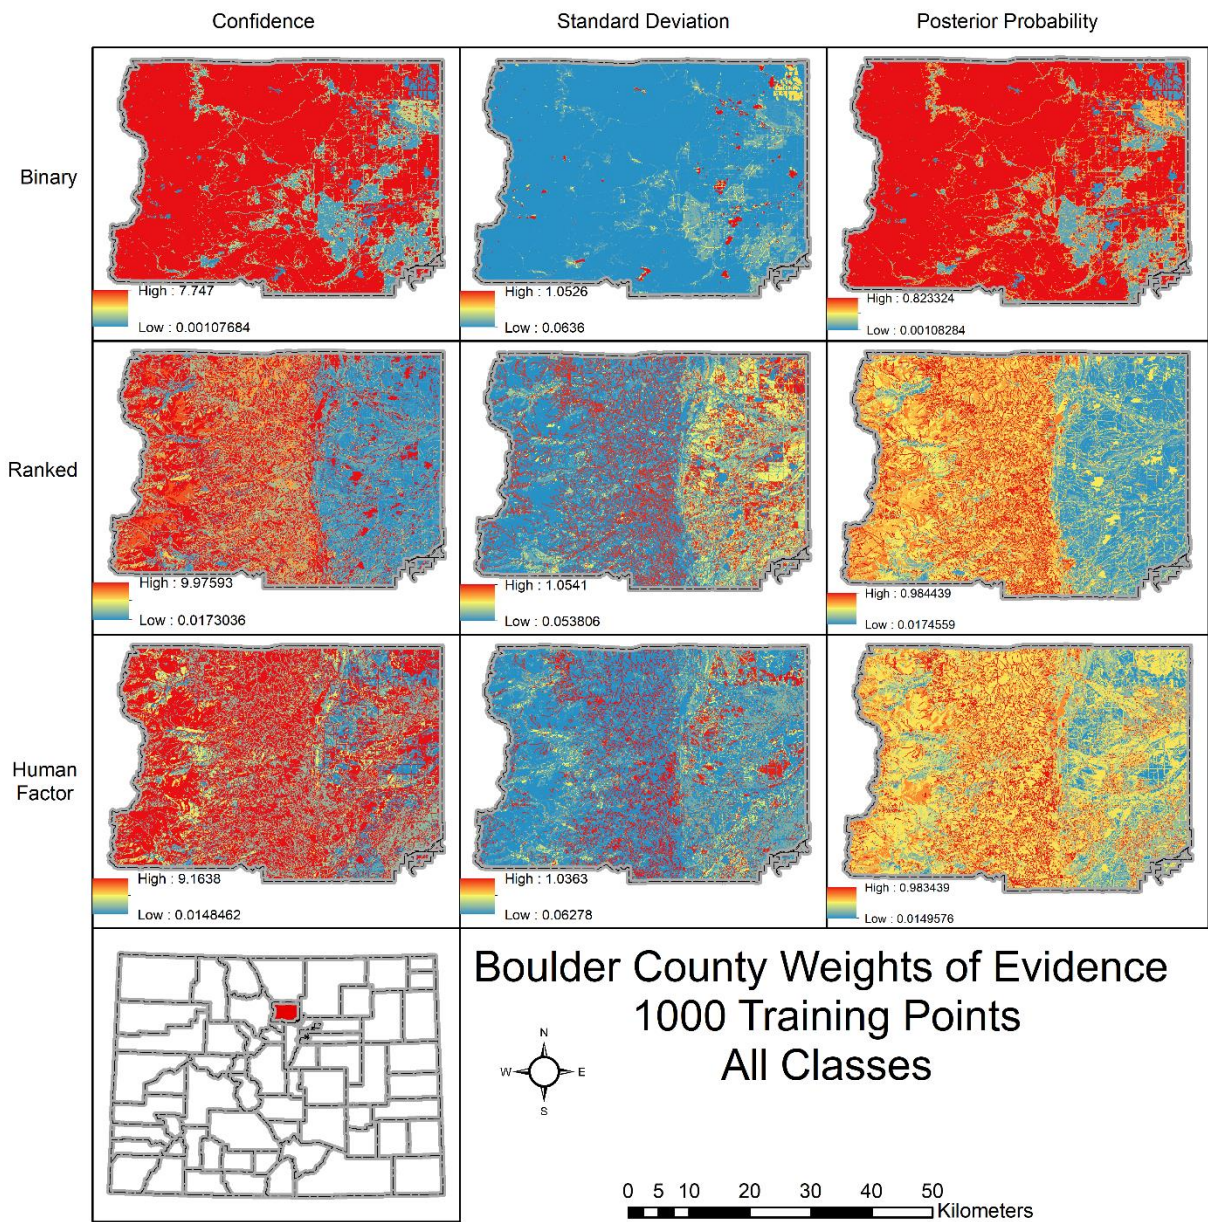 Confidence
Standard Deviation
Posterior Probability
Binary
High : 7.747
Low : 0.00107684
High : 1.0526
Low : 0.0636
High : 0.823324
Low : 0.00108284
Ranked
High : 9.97593
Low : 0.0173036
High : 1.0541
Low : 0.053806
High : 0.984439
Low : 0.0174559
Human
Factor
High : 9.1638
Low : 0.0148462
High : 1.0363
Low : 0.06278
High : 0.983439
Low : 0.0149576
Boulder County Weights of Evidence
1000 Training Points
All Classes
N
W
E
S
0 5 10 20 30 40 50
Kilometers